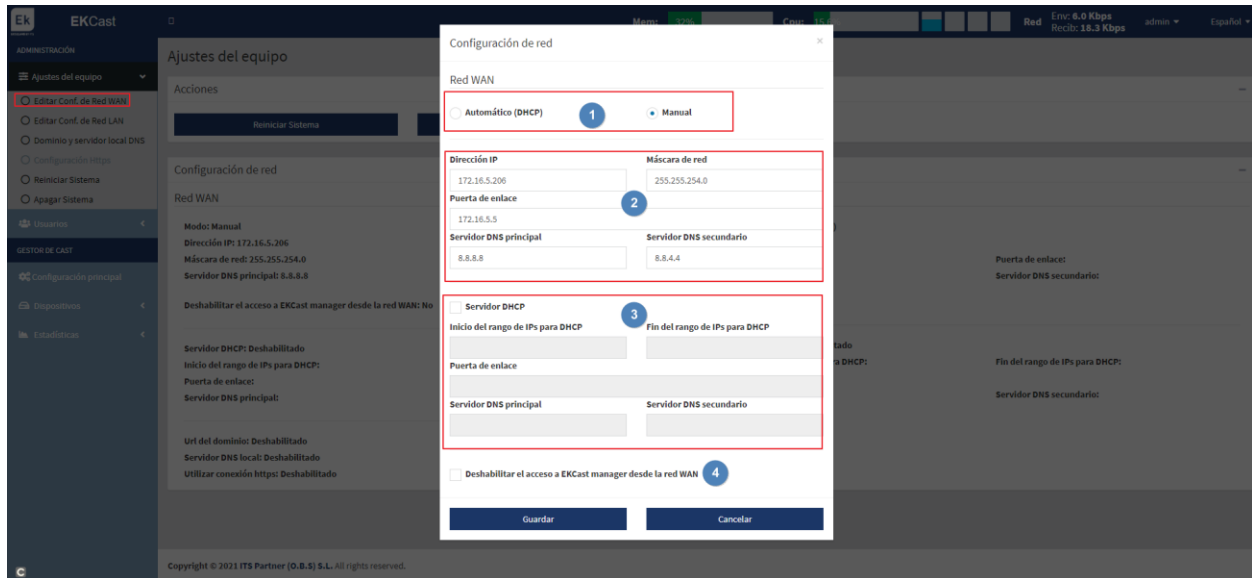 Ek
EKCast
Mem: 32%
Cpu: 15.
Red
Env: 6.0 Kbps
Recib: 18.3 Kbps
admin
Español
ADMINISTRACIÓN
Ajustes del equipo
Editar Conf. de Red WAN
Editar Conf. de Red LAN
Dominio y servidor local DNS
Configuración Https
Reiniciar Sistema
Apagar Sistema
Usuarios
GESTOR DE CAST
Configuración principal
Dispositivos
Estadísticas
Ajustes del equipo
Acciones
Reiniciar Sistema
Configuración de red
Red WAN
Modo: Manual
Dirección IP: 172.16.5.206
Máscara de red: 255.255.254.0
Servidor DNS principal: 8.8.8.8
Deshabilitar el acceso a EKCast manager desde la red WAN: No
Servidor DHCP: Deshabilitado
Inicio del rango de IPs para DHCP:
Puerta de enlace:
Servidor DNS principal:
Url del dominio: Deshabilitado
Servidor DNS local: Deshabilitado
Utilizar conexión https: Deshabilitado
Configuración de red
×
Red WAN
Automático (DHCP)
1
Manual
Dirección IP
Máscara de red
172.16.5.206
255.255.254.0
Puerta de enlace
2
172.16.5.5
Servidor DNS principal
Servidor DNS secundario
8.8.8.8
8.8.4.4
Servidor DHCP
3
Inicio del rango de IPs para DHCP
Fin del rango de IPs para DHCP
Puerta de enlace
Servidor DNS principal
Servidor DNS secundario
Deshabilitar el acceso a EKCast manager desde la red WAN
4
Guardar
Cancelar
Puerta de enlace:
Servidor DNS secundario:
tado
ra DHCP:
Fin del rango de IPs para DHCP:
Servidor DNS secundario:
Copyright © 2021 ITS Partner (O.B.S) S.L. All rights reserved.